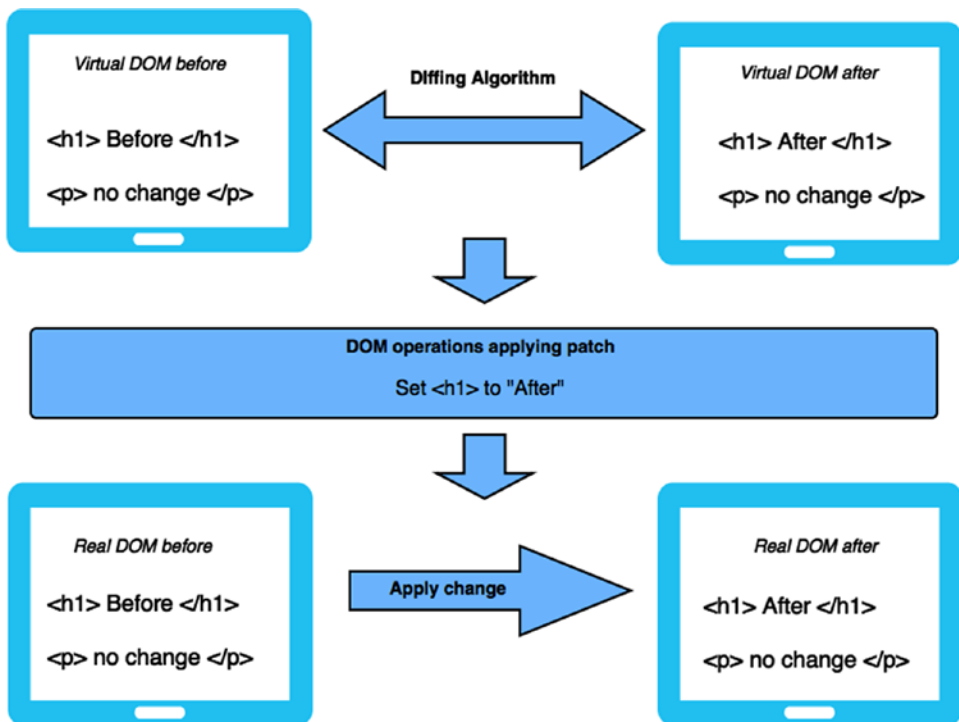 Virtual DOM before
<h1> Before </h1>
<p> no change </p>
DIffing Algorithm
Virtual DOM after
<h1> After </h1>
<p> no change </p>
DOM operations applying patch
Set <h1> to "After"
Real DOM before
<h1> Before </h1>
<p> no change </p>
Apply change
Real DOM after
<h1> After </h1>
<p> no change </p>